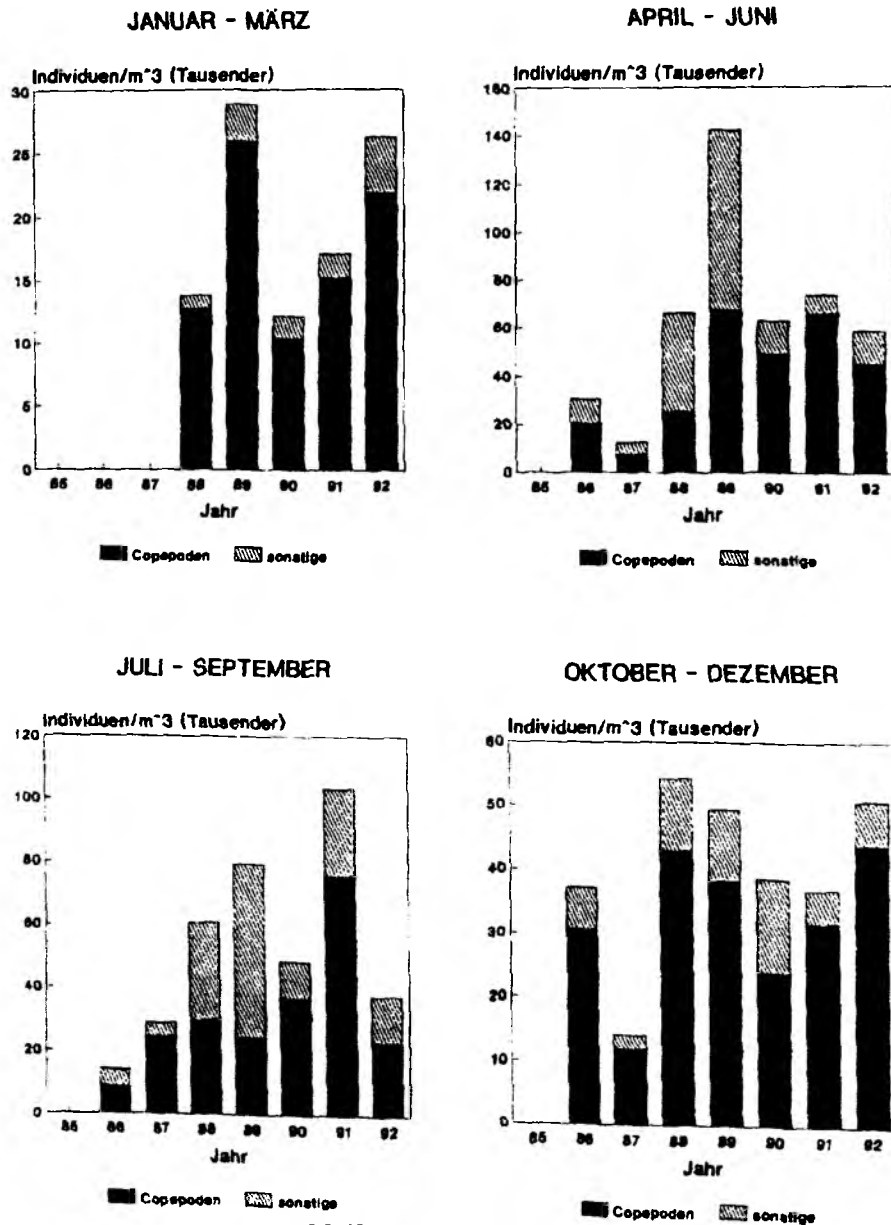 JANUAR - MÄRZ
Individuen/m^3 (Tausender)
30
25
20
15
10
5
0
85 86 87 88 89 90 91 92
Jahr
Copepoden sonstige
APRIL - JUNI
Individuen/m^3 (Tausender)
160
140
120
100
80
60
40
20
0
85 86 87 88 89 90 91 92
Jahr
Copepoden sonstige
JULI - SEPTEMBER
Individuen/m^3 (Tausender)
120
100
80
60
40
20
0
85 86 87 88 89 90 91 92
Jahr
Copepoden sonstige
OKTOBER - DEZEMBER
Individuen/m^3 (Tausender)
60
50
40
30
20
10
0
85 86 87 88 89 90 91 92
Jahr
Copepoden sonstige